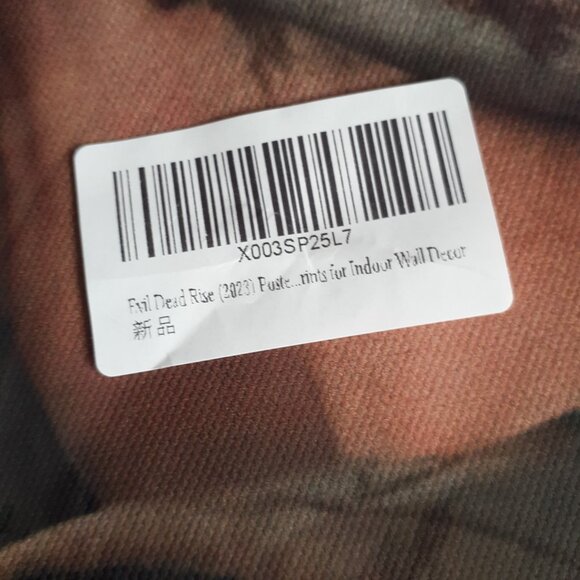 X003SP25L7
Evil Dead Rise (2023) Poste...rints for Indoor Wall Decor
新品